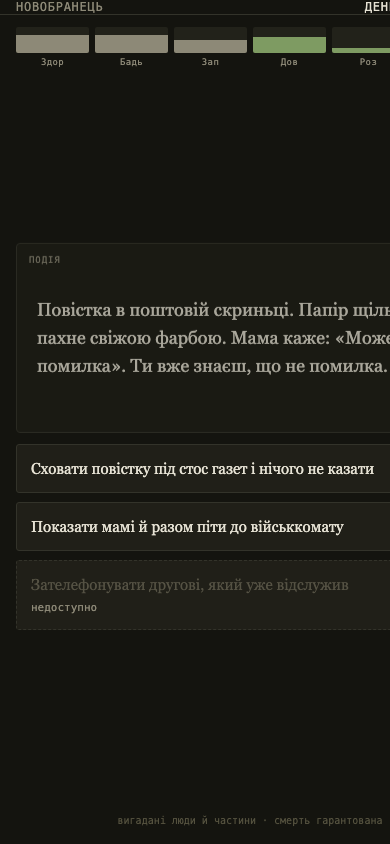 НОВОБРАНЕЦЬ
Здор Бадь Зап Дов Роз
ПОДІЯ
Повістка в поштовій скриньці. Папір
пахне свіжою фарбою. Мама каже:
помилка». Ти вже знаєш, що не помилка.
Сховати повістку під стос газет і нічого не казати
Показати мамі й разом піти до військкомату
Зателефонувати другові, який уже відслужив
недоступно
вигадані люди й частини · смерть гарантована